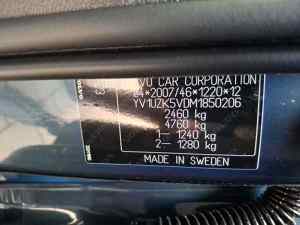 VO CAR CORPORATION
e4*2007/46*1220*12
YV1UZK5VDM1850206
2460 kg
4760 kg
1— 1240 kg
2— 1280 kg
MADE IN SWEDEN